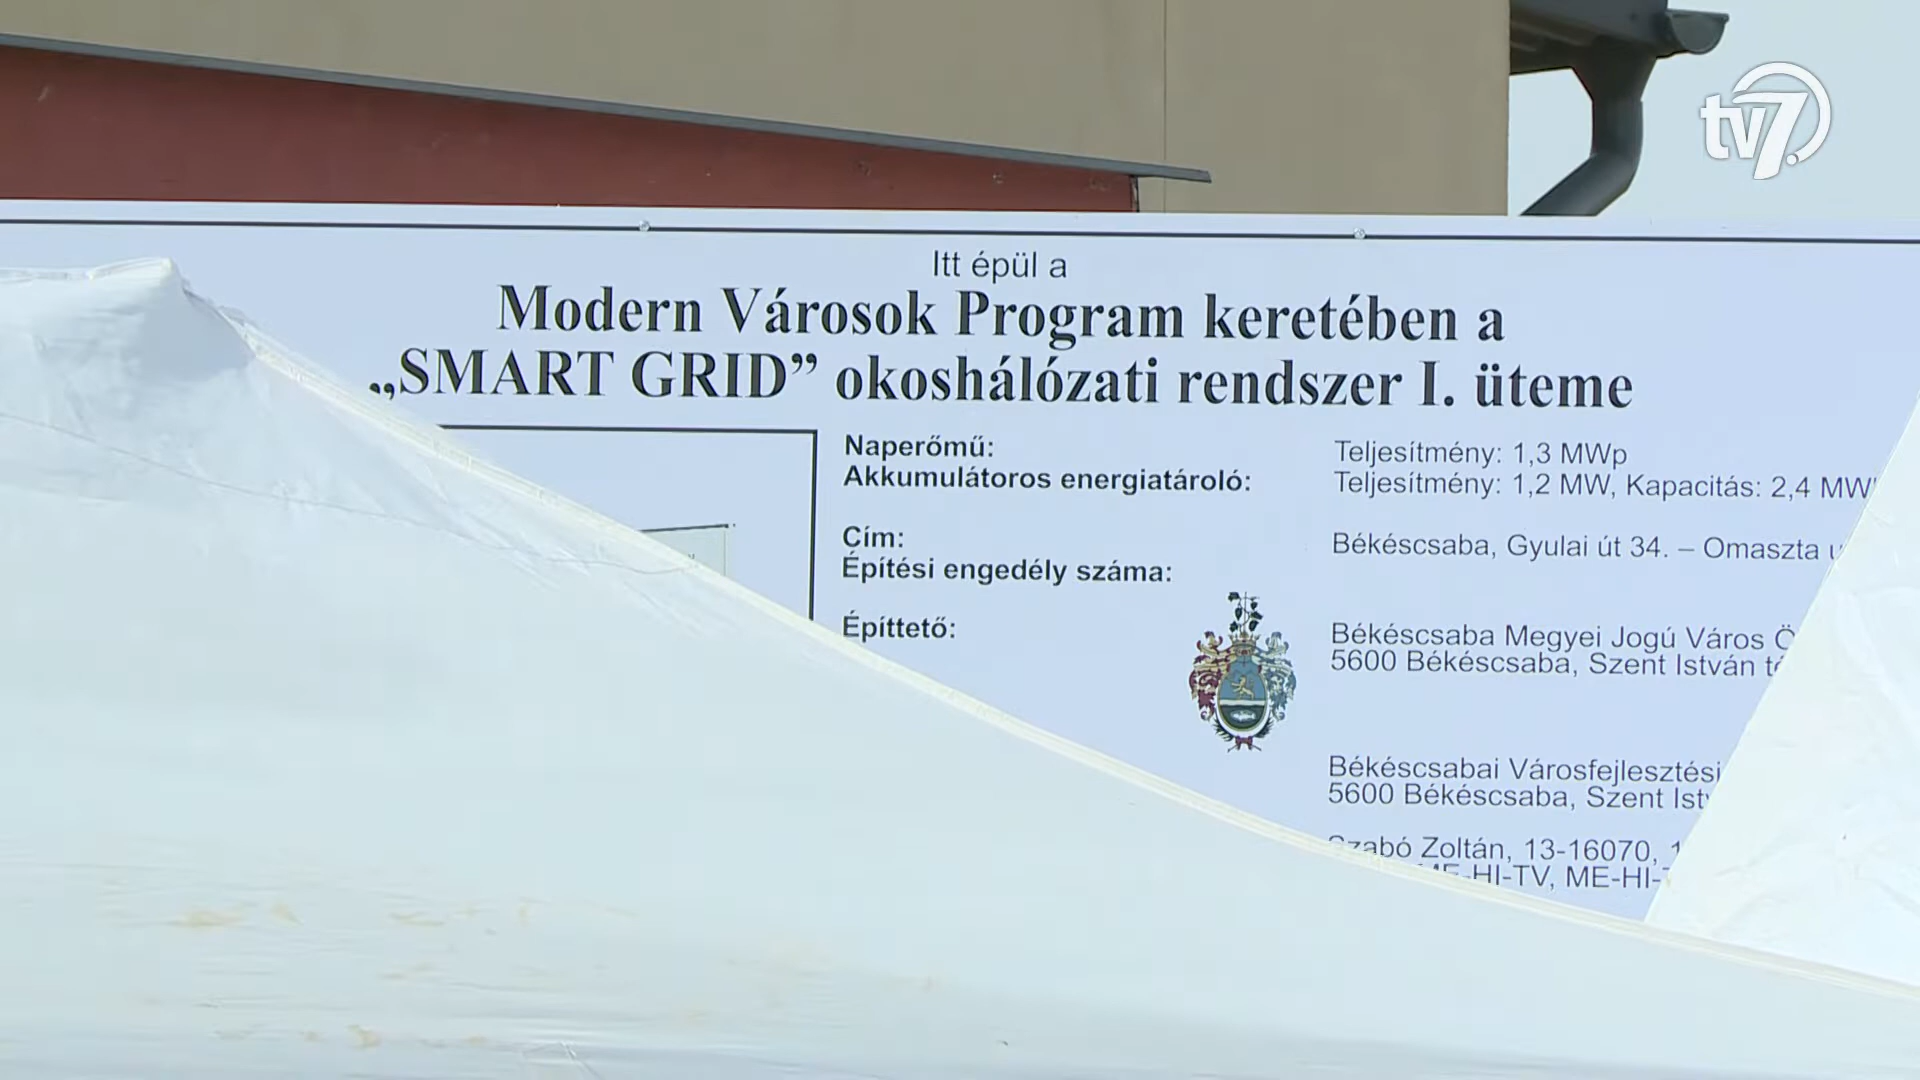 tv7
Itt épül a
Modern Városok Program keretében a
„SMART GRID” okoshálózati rendszer I. üteme
Naperőmű: Teljesítmény: 1,3 MWp
Akkumulátoros energiatároló: Teljesítmény: 1,2 MW, Kapacitás: 2,4
Cím: Békéscsaba, Gyulai út 34. – Omaszta
Építési engedély száma:
Építtető: Békéscsaba Megyei Jogú Város
5600 Békéscsaba, Szent István
Békéscsabai Városfejlesztési
5600 Békéscsaba, Szent
Zoltán, 13-16070,